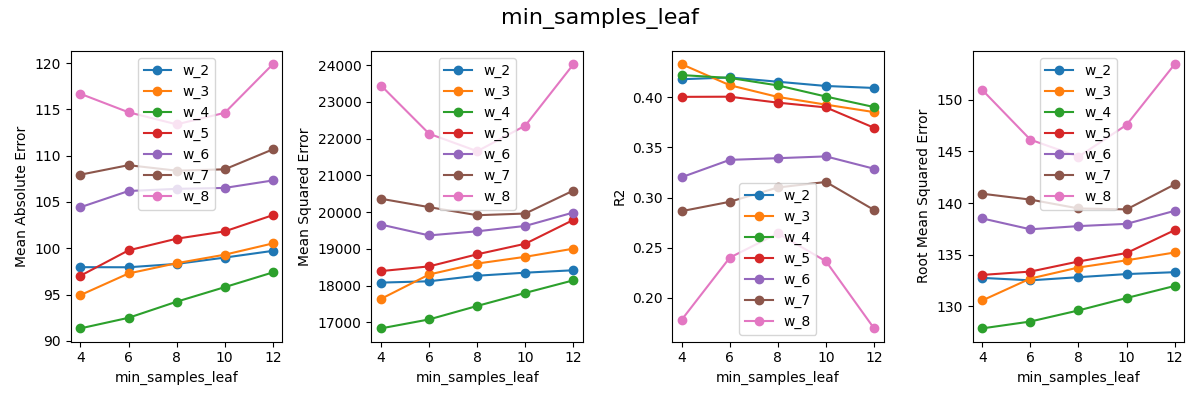 min_samples_leaf
Mean Absolute Error
120
115
110
105
100
95
90
4 6 8 10 12
min_samples_leaf
w_2
w_3
w_4
w_5
w_6
w_7
w_8
Mean Squared Error
24000
23000
22000
21000
20000
19000
18000
17000
4 6 8 10 12
min_samples_leaf
w_2
w_3
w_4
w_5
w_6
w_7
w_8
R2
0.40
0.35
0.30
0.25
0.20
4 6 8 10 12
min_samples_leaf
w_2
w_3
w_4
w_5
w_6
w_7
w_8
Root Mean Squared Error
150
145
140
135
130
4 6 8 10 12
min_samples_leaf
w_2
w_3
w_4
w_5
w_6
w_7
w_8